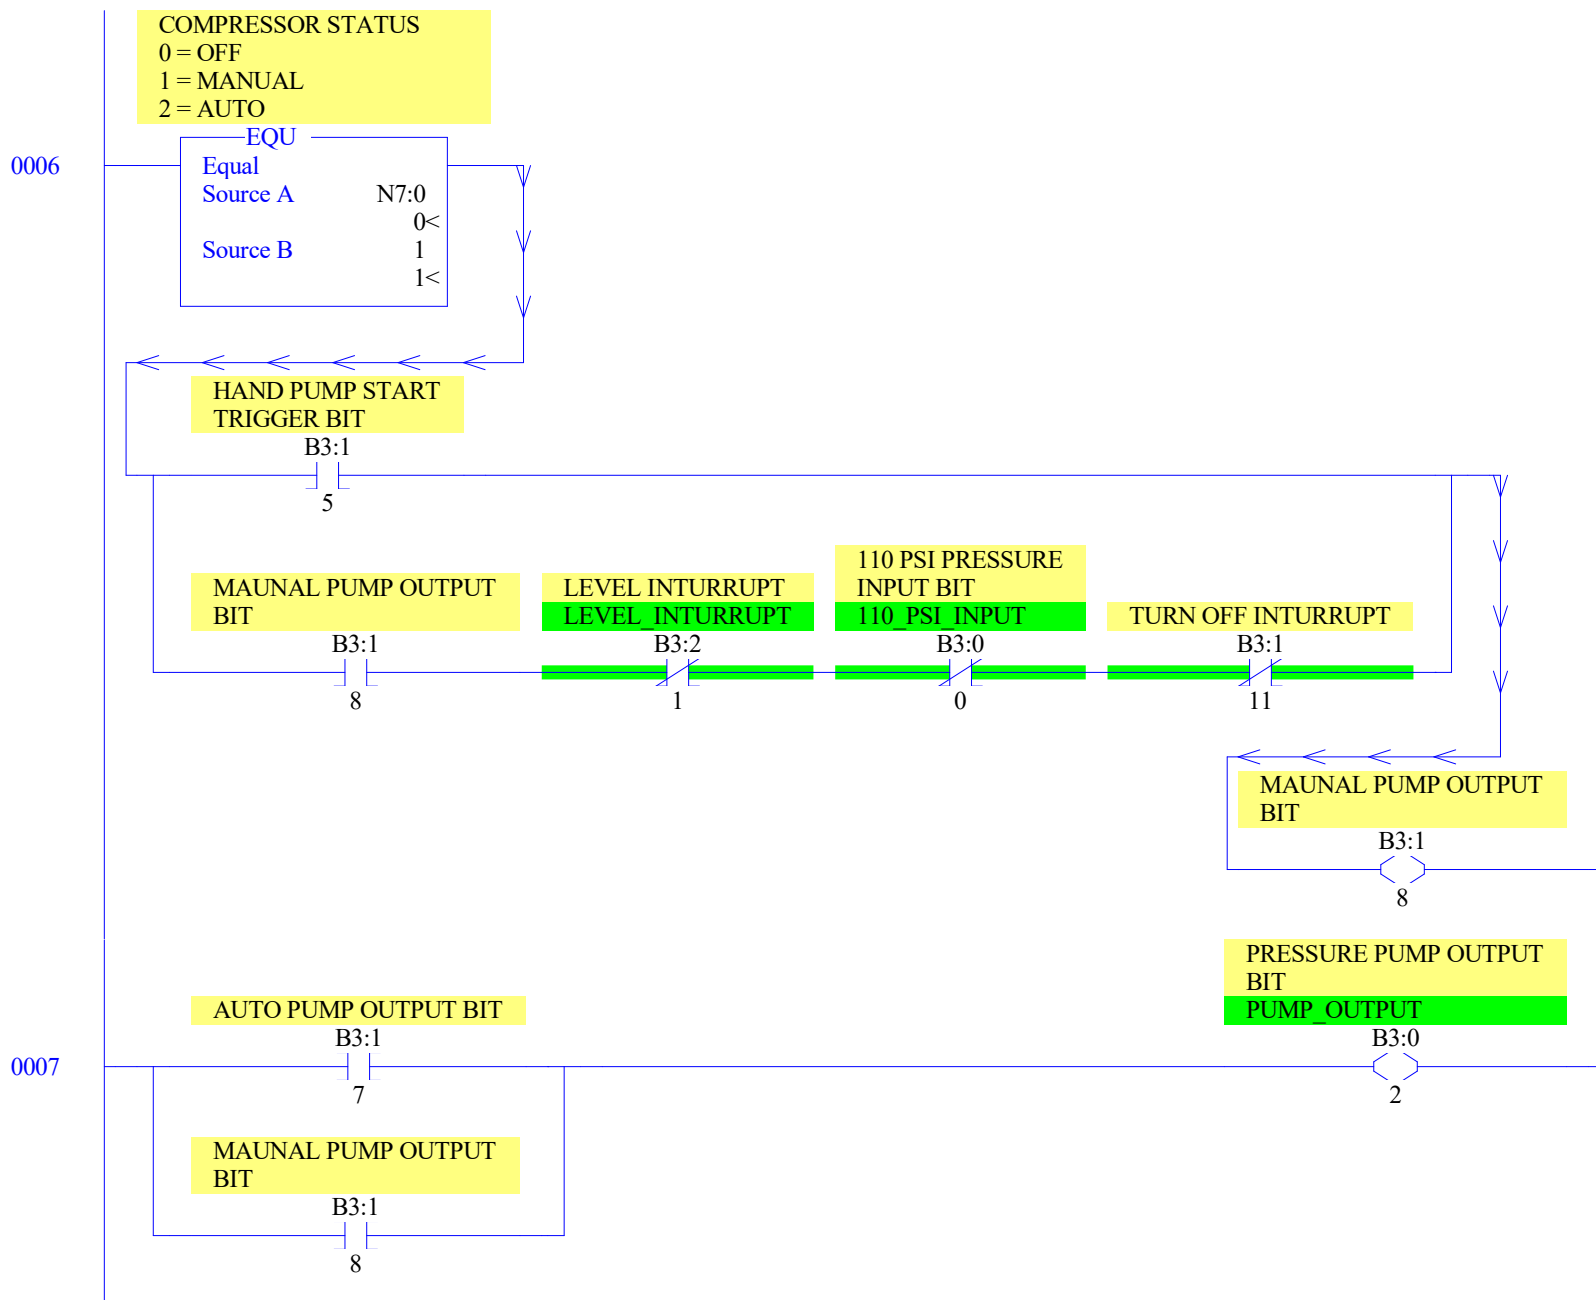 COMPRESSOR STATUS
0 = OFF
1 = MANUAL
2 = AUTO
EQU
0006
Equal
Source A N7:0
0<
Source B 1
1<
HAND PUMP START
TRIGGER BIT
B3:1
5
MAUNAL PUMP OUTPUT
BIT
B3:1
8
LEVEL INTURRUPT
LEVEL_INTURRUPT
B3:2
1
110 PSI PRESSURE
INPUT BIT
110_PSI_INPUT
B3:0
0
TURN OFF INTURRUPT
B3:1
11
MAUNAL PUMP OUTPUT
BIT
B3:1
8
0007
AUTO PUMP OUTPUT BIT
B3:1
7
MAUNAL PUMP OUTPUT
BIT
B3:1
8
PRESSURE PUMP OUTPUT
BIT
PUMP_OUTPUT
B3:0
2